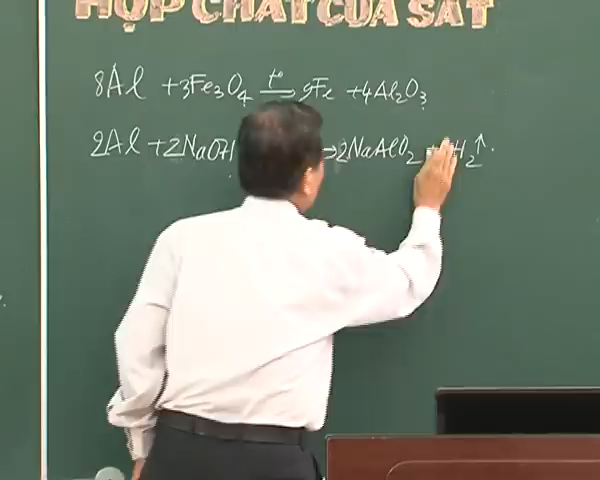 HỢP CHẤT CỦA SẮT
8Al + 3Fe₃O₄ t° 9Fe + 4Al₂O₃
2Al + 2NaOH → 2NaAlO₂ + H₂↑.